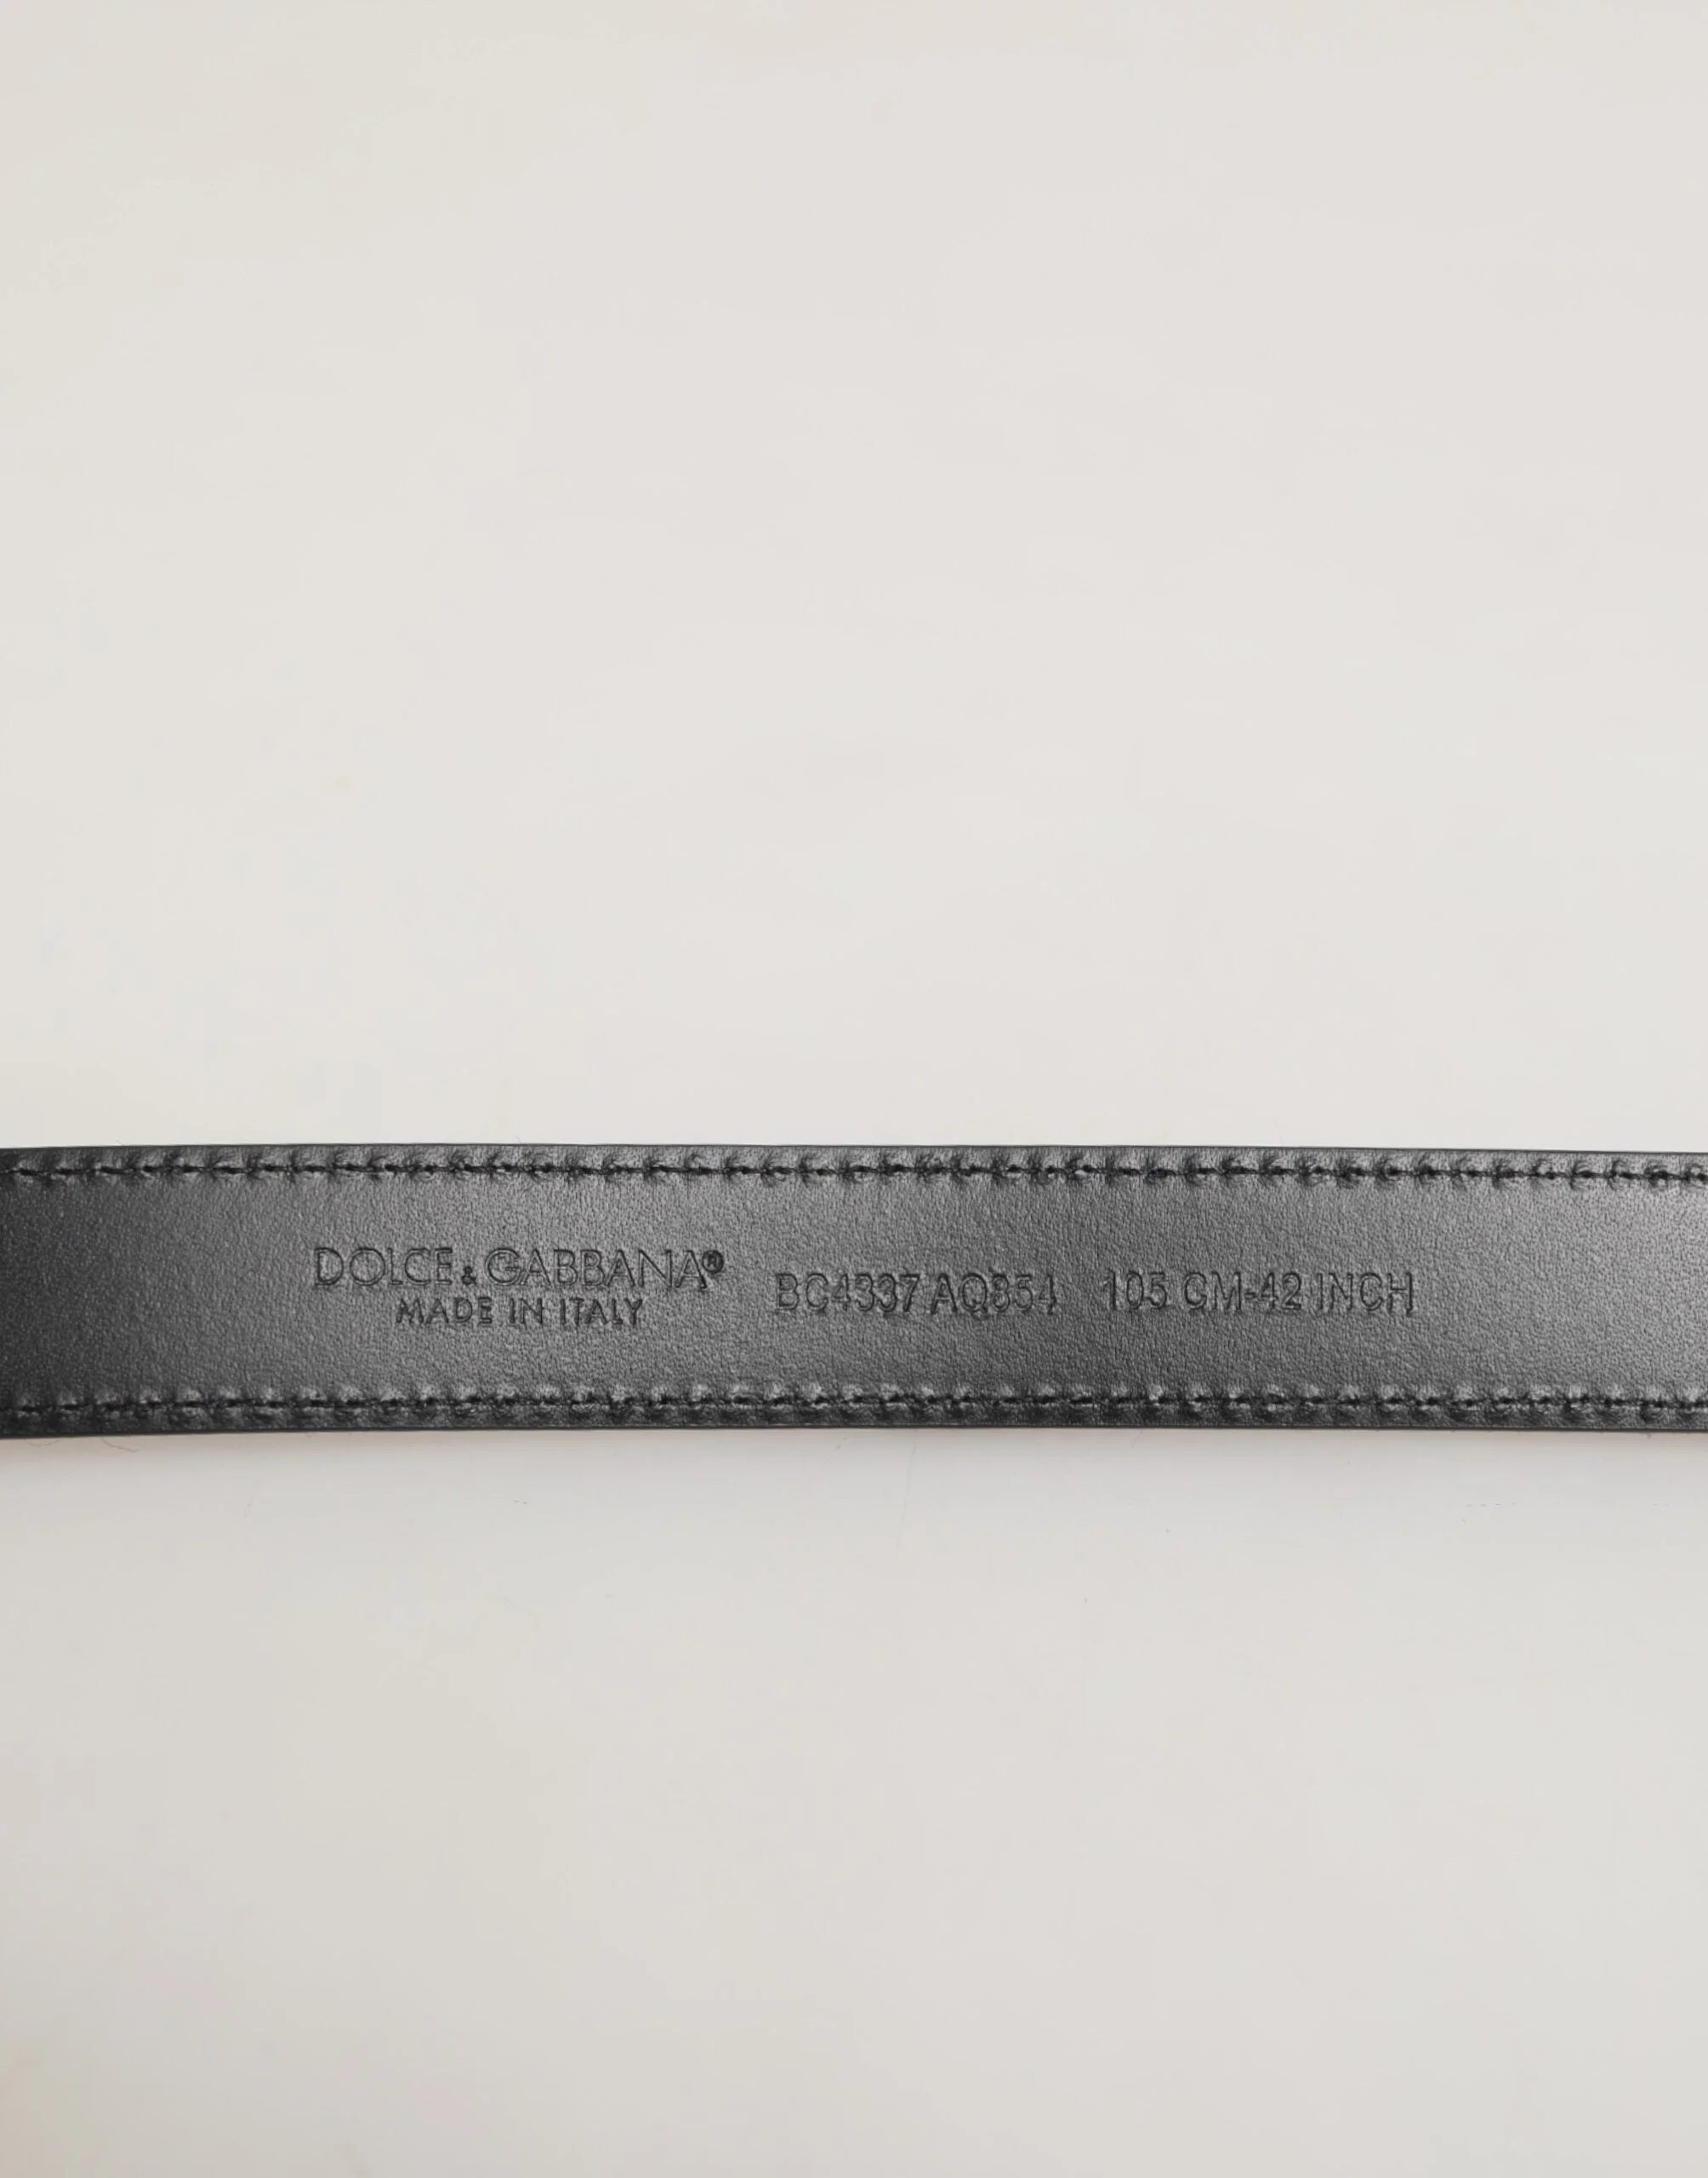 DOLCE & GABBANA®
MADE IN ITALY
BC4337 AQ854 105 CM-42 INCH